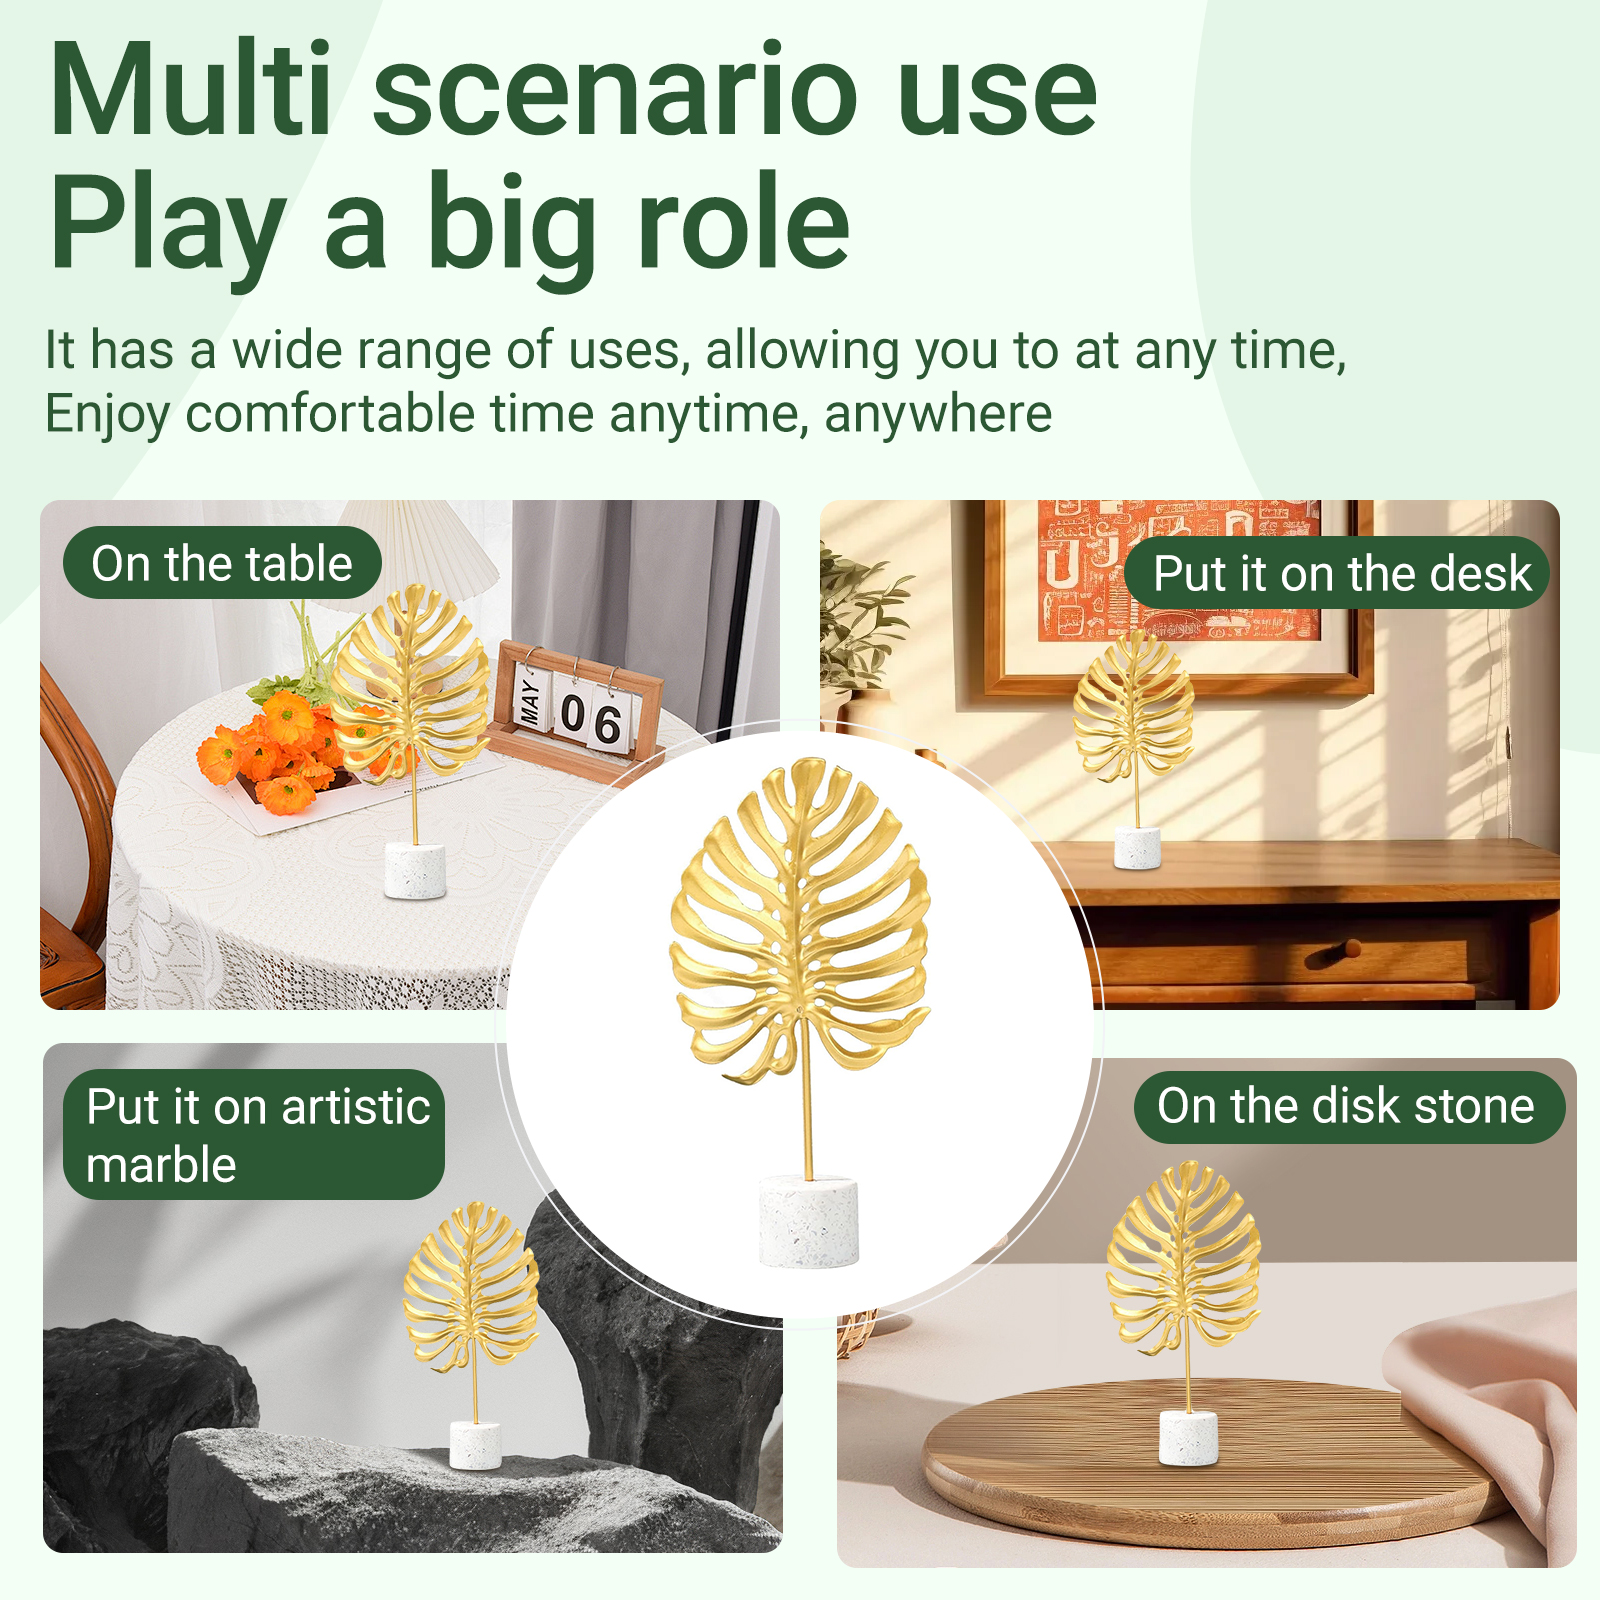 Multi scenario use
Play a big role
It has a wide range of uses, allowing you to at any time,
Enjoy comfortable time anytime, anywhere
On the table
Put it on the desk
MAY 06
Put it on artistic
marble
On the disk stone